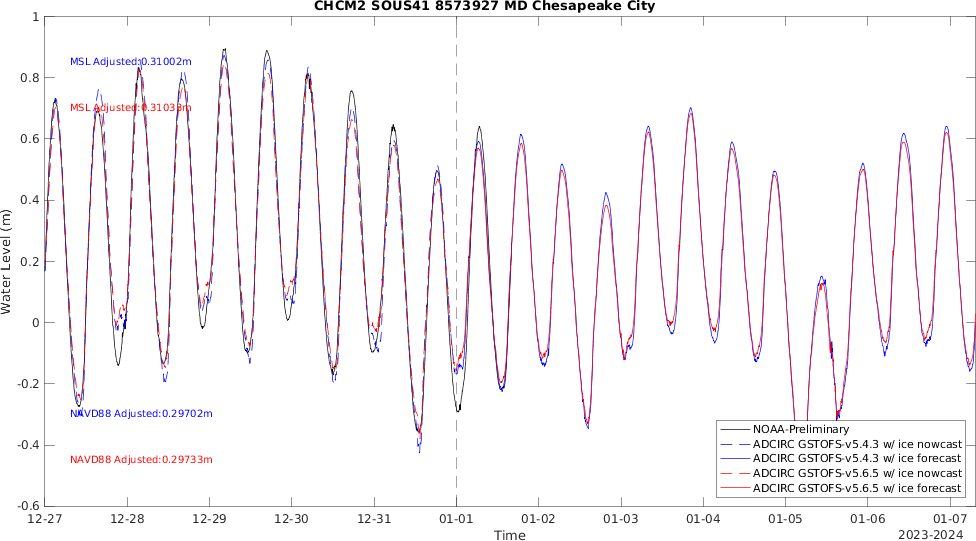 CHCM2 SOUS41 8573927 MD Chesapeake City
1
0.8
0.6
0.4
0.2
0
-0.2
-0.4
-0.6
Water Level (m)
MSL Adjusted:0.31002m
MSL Adjusted:0.31033m
NAVD88 Adjusted:0.29702m
NAVD88 Adjusted:0.29733m
NOAA-Preliminary
ADCIRC GSTOFS-v5.4.3 w/ ice nowcast
ADCIRC GSTOFS-v5.4.3 w/ ice forecast
ADCIRC GSTOFS-v5.6.5 w/ ice nowcast
ADCIRC GSTOFS-v5.6.5 w/ ice forecast
12-27 12-28 12-29 12-30 12-31 01-01 01-02 01-03 01-04 01-05 01-06 01-07
Time
2023-2024